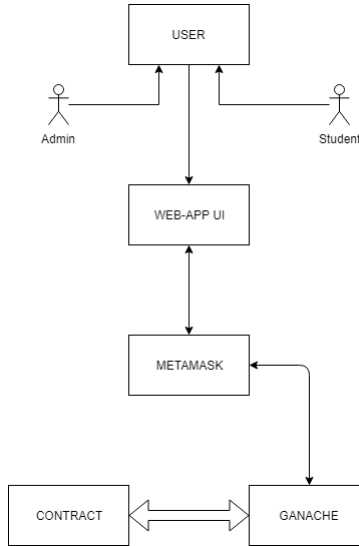 USER
Admin
Student
WEB-APP UI
METAMASK
CONTRACT
GANACHE